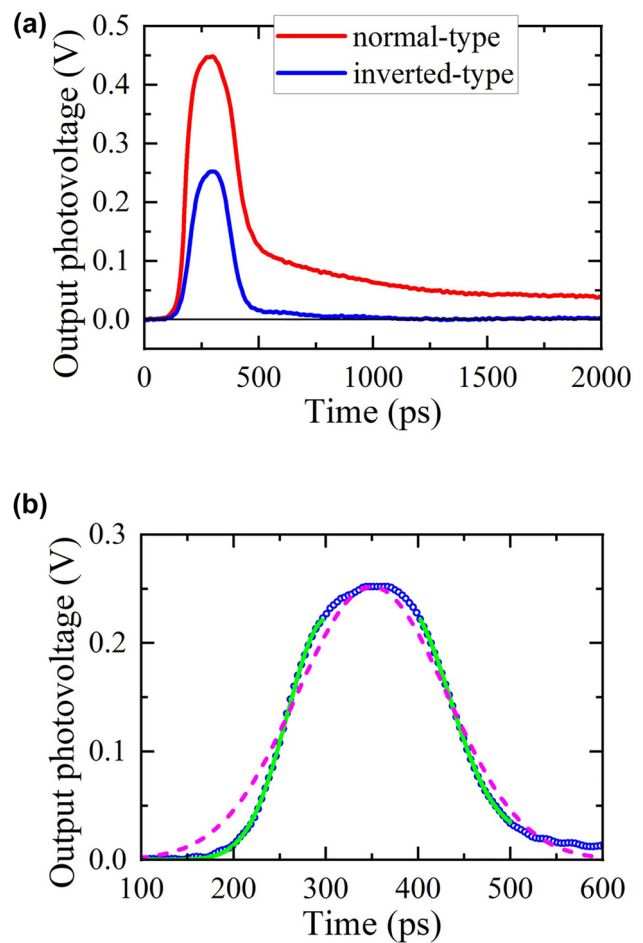 (a)
normal-type
inverted-type
Output photovoltage (V)
0.5
0.4
0.3
0.2
0.1
0.0
0 500 1000 1500 2000
Time (ps)
(b)
Output photovoltage (V)
0.3
0.2
0.1
0.0
100 200 300 400 500 600
Time (ps)